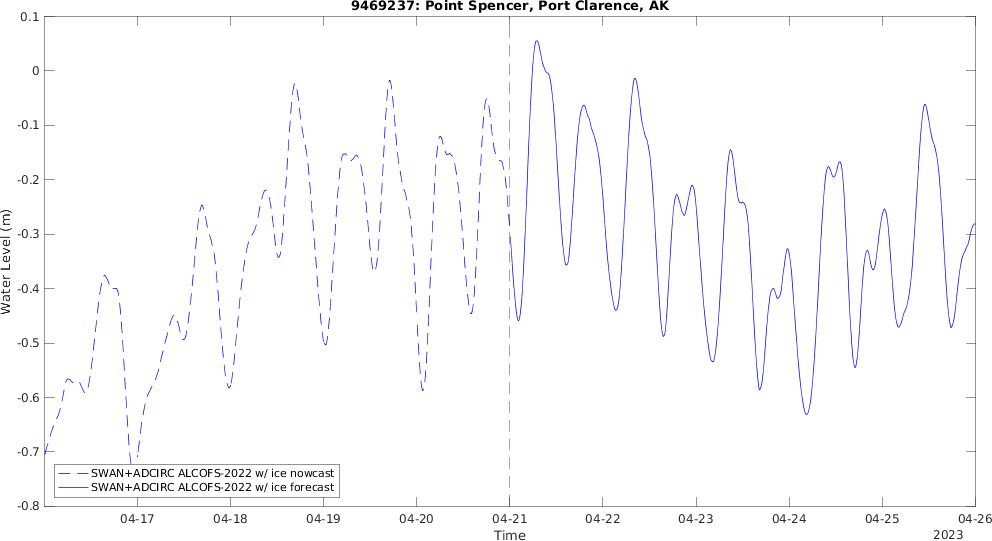 9469237: Point Spencer, Port Clarence, AK
0.1
0
-0.1
-0.2
-0.3
-0.4
-0.5
-0.6
-0.7
-0.8
Water Level (m)
SWAN+ADCIRC ALCOFS-2022 w/ ice nowcast
SWAN+ADCIRC ALCOFS-2022 w/ ice forecast
04-17 04-18 04-19 04-20 04-21 04-22 04-23 04-24 04-25 04-26
Time
2023